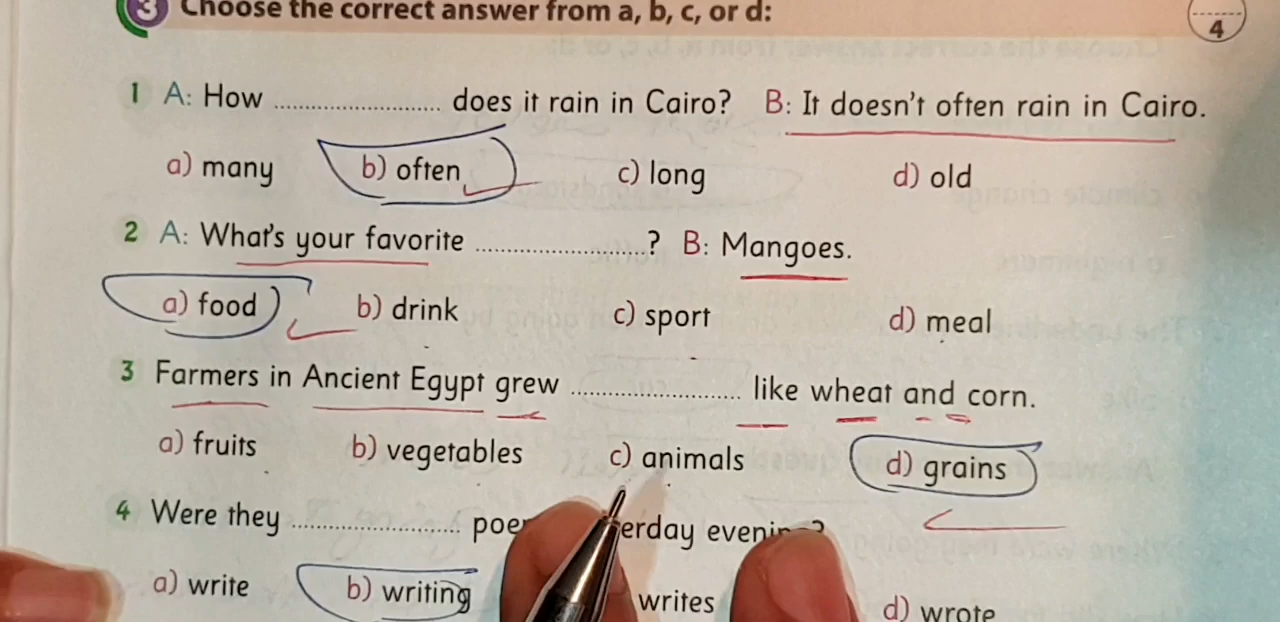 3 Choose the correct answer from a, b, c, or d:
4
1 A: How ........................ does it rain in Cairo? B: It doesn't often rain in Cairo.
a) many b) often c) long d) old
2 A: What's your favorite ........................? B: Mangoes.
a) food b) drink c) sport d) meal
3 Farmers in Ancient Egypt grew ........................ like wheat and corn.
a) fruits b) vegetables c) animals d) grains
4 Were they ........................
a) write b) writing writes d) wrote